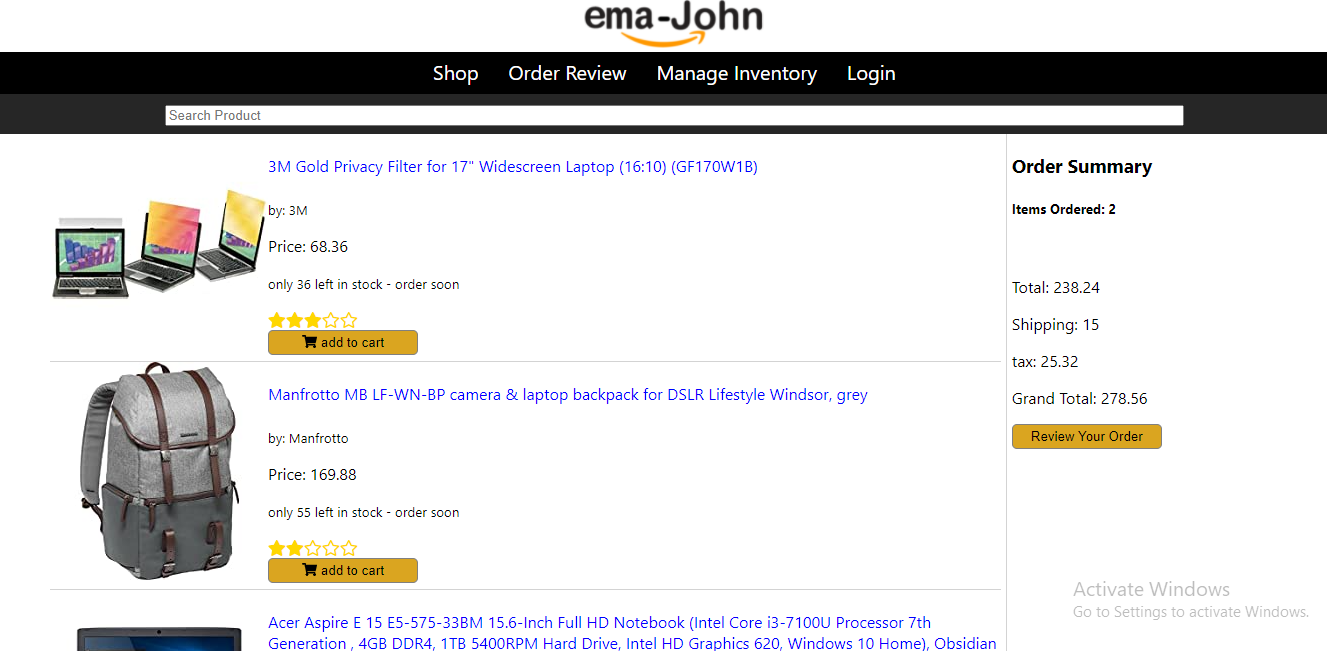 ema-John
Shop Order Review Manage Inventory Login
Search Product
3M Gold Privacy Filter for 17" Widescreen Laptop (16:10) (GF170W1B)
by: 3M
Price: 68.36
only 36 left in stock - order soon
add to cart
Manfrotto MB LF-WN-BP camera & laptop backpack for DSLR Lifestyle Windsor, grey
by: Manfrotto
Price: 169.88
only 55 left in stock - order soon
add to cart
Acer Aspire E 15 E5-575-33BM 15.6-Inch Full HD Notebook (Intel Core i3-7100U Processor 7th
Generation , 4GB DDR4, 1TB 5400RPM Hard Drive, Intel HD Graphics 620, Windows 10 Home), Obsidian
Order Summary
Items Ordered: 2
Total: 238.24
Shipping: 15
tax: 25.32
Grand Total: 278.56
Review Your Order
Activate Windows
Go to Settings to activate Windows.